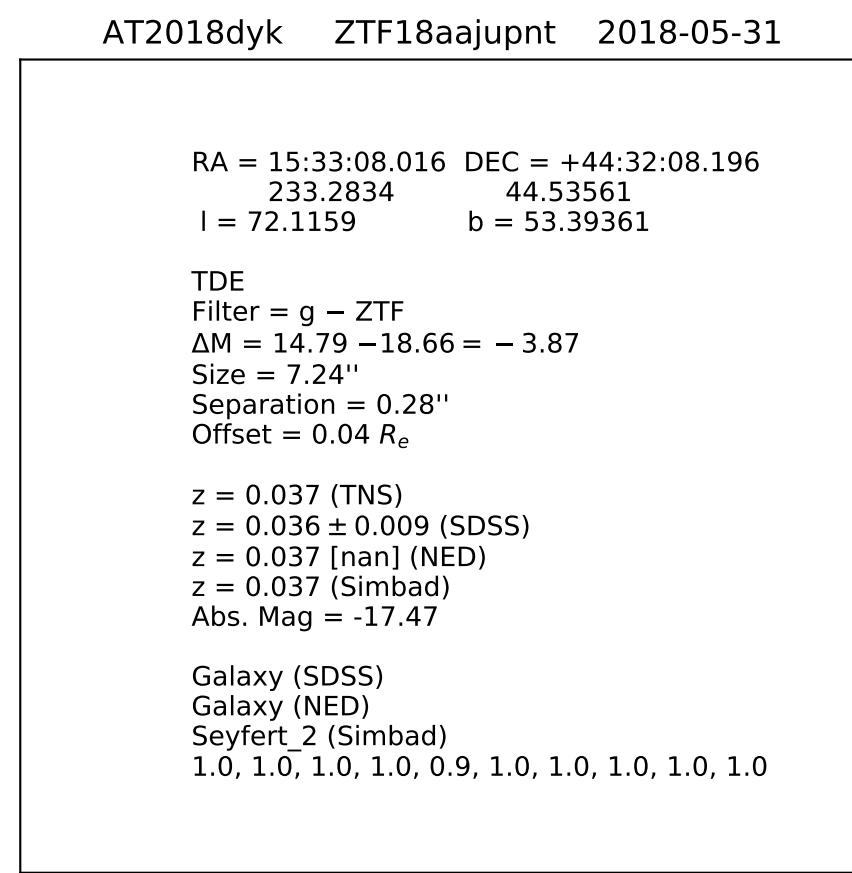 AT2018dyk ZTF18aajupnt 2018-05-31
RA = 15:33:08.016 DEC = +44:32:08.196
233.2834 44.53561
l = 72.1159 b = 53.39361
TDE
Filter = g − ZTF
ΔM = 14.79 −18.66 = − 3.87
Size = 7.24''
Separation = 0.28''
Offset = 0.04 Rₑ
z = 0.037 (TNS)
z = 0.036 ± 0.009 (SDSS)
z = 0.037 [nan] (NED)
z = 0.037 (Simbad)
Abs. Mag = -17.47
Galaxy (SDSS)
Galaxy (NED)
Seyfert_2 (Simbad)
1.0, 1.0, 1.0, 1.0, 0.9, 1.0, 1.0, 1.0, 1.0, 1.0